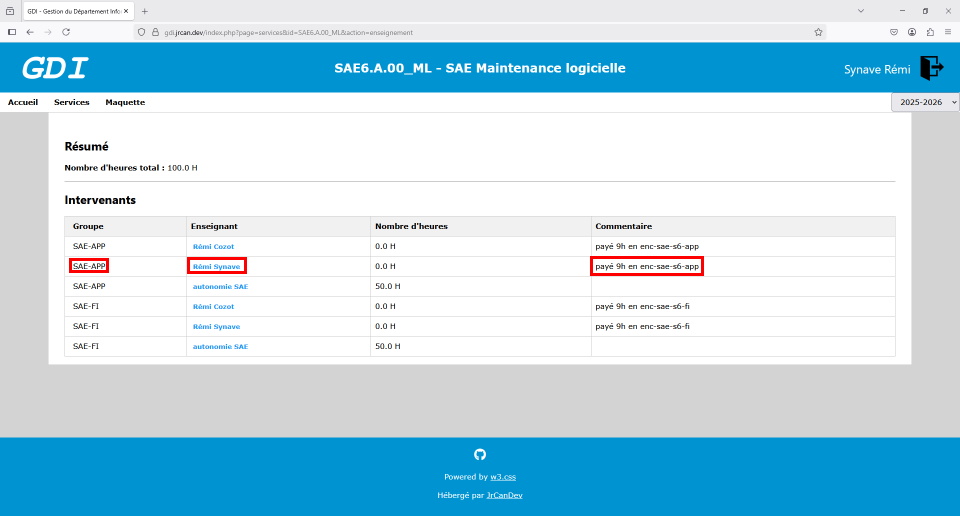 GDI - Gestion du Département Info
gdi.jrcan.dev/index.php?page=services&id=SAE6.A.00_ML&action=enseignement
GDI
SAE6.A.00_ML - SAE Maintenance logicielle
Synave Rémi
Accueil Services Maquette
2025-2026
Résumé
Nombre d'heures total : 100.0 H
Intervenants
Groupe Enseignant Nombre d'heures Commentaire
SAE-APP Rémi Cozot 0.0 H payé 9h en enc-sae-s6-app
SAE-APP Rémi Synave 0.0 H payé 9h en enc-sae-s6-app
SAE-APP autonomie SAE 50.0 H
SAE-FI Rémi Cozot 0.0 H payé 9h en enc-sae-s6-fi
SAE-FI Rémi Synave 0.0 H payé 9h en enc-sae-s6-fi
SAE-FI autonomie SAE 50.0 H
Powered by w3.css
Hébergé par JrCanDev